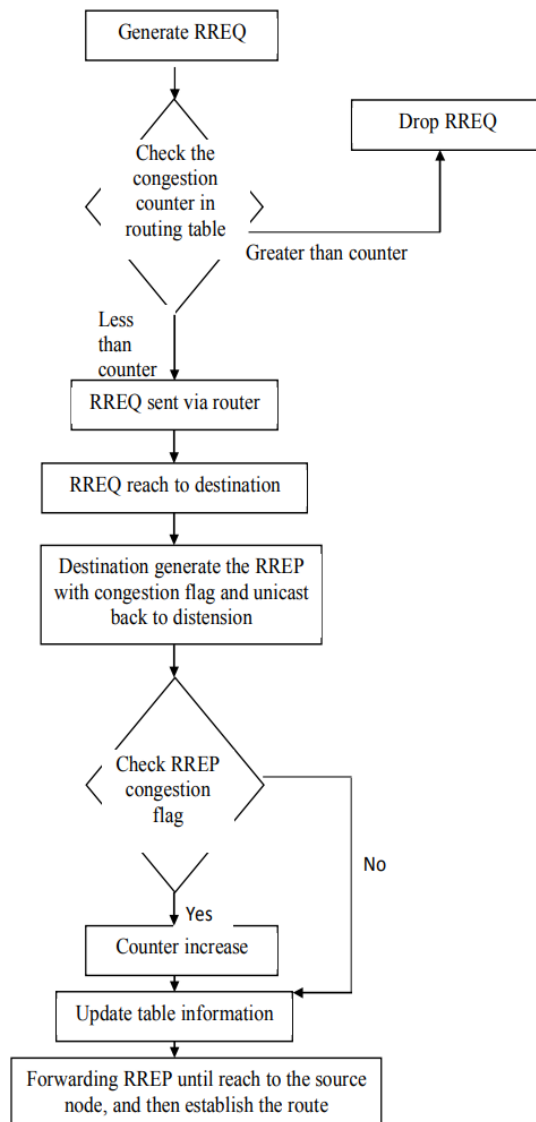 Generate RREQ
Drop RREQ
Check the
congestion
counter in
routing table
Greater than counter
Less
than
counter
RREQ sent via router
RREQ reach to destination
Destination generate the RREP
with congestion flag and unicast
back to distension
Check RREP
congestion
flag
No
Yes
Counter increase
Update table information
Forwarding RREP until reach to the source
node, and then establish the route